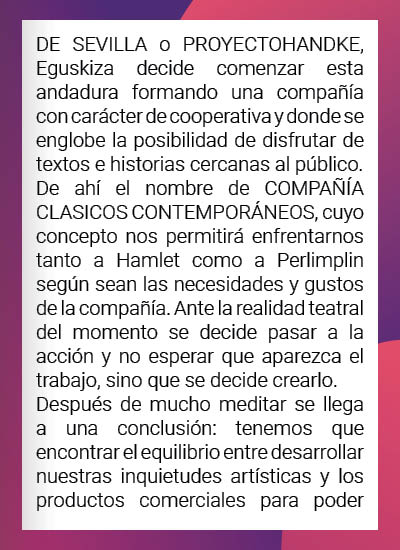 DE SEVILLA o PROYECTOHANDKE,
Eguskiza decide comenzar esta
andadura formando una compañía
con carácter de cooperativa y donde se
englobe la posibilidad de disfrutar de
textos e historias cercanas al público.
De ahí el nombre de COMPAÑÍA
CLASICOS CONTEMPORÁNEOS, cuyo
concepto nos permitirá enfrentarnos
tanto a Hamlet como a Perlimplin
según sean las necesidades y gustos
de la compañía. Ante la realidad teatral
del momento se decide pasar a la
acción y no esperar que aparezca el
trabajo, sino que se decide crearlo.
Después de mucho meditar se llega
a una conclusión: tenemos que
encontrar el equilibrio entre desarrollar
nuestras inquietudes artísticas y los
productos comerciales para poder